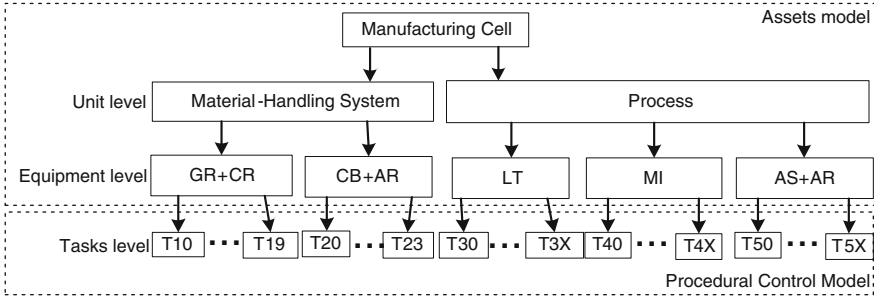 Assets model
Manufacturing Cell
Unit level
Material-Handling System
Process
Equipment level
GR+CR
CB+AR
LT
MI
AS+AR
Tasks level
T10 ... T19 T20 ... T23 T30 ... T3X T40 ... T4X T50 ... T5X
Procedural Control Model